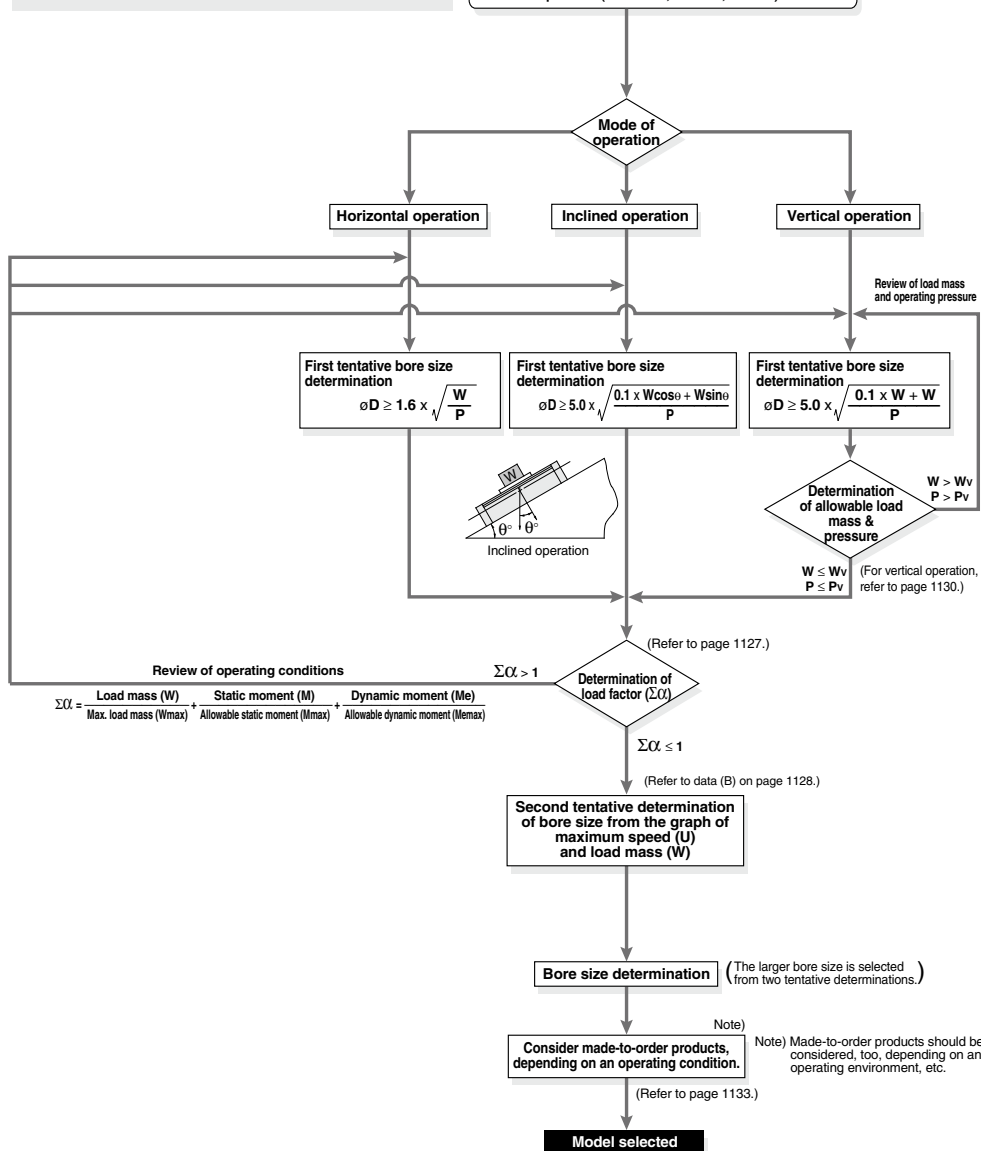 Mode of
operation
Horizontal operation
Inclined operation
Vertical operation
Review of load mass
and operating pressure
First tentative bore size
determination
øD ≥ 1.6 x √(W/P)
First tentative bore size
determination
øD ≥ 5.0 x √((0.1 x Wcosθ + Wsinθ)/P)
First tentative bore size
determination
øD ≥ 5.0 x √((0.1 x W + W)/P)
W
θ°
θ°
Inclined operation
Determination
of allowable load
mass &
pressure
W > Wv
P > Pv
W ≤ Wv
P ≤ Pv
(For vertical operation,
refer to page 1130.)
(Refer to page 1127.)
Review of operating conditions
Σα > 1
Determination of
load factor (Σα)
Σα = Load mass (W)/Max. load mass (Wmax) + Static moment (M)/Allowable static moment (Mmax) + Dynamic moment (Me)/Allowable dynamic moment (Memax)
Σα ≤ 1
(Refer to data (B) on page 1128.)
Second tentative determination
of bore size from the graph of
maximum speed (U)
and load mass (W)
Bore size determination
(The larger bore size is selected
from two tentative determinations.)
Note)
Consider made-to-order products,
depending on an operating condition.
Note) Made-to-order products should be
considered, too, depending on an
operating environment, etc.
(Refer to page 1133.)
Model selected